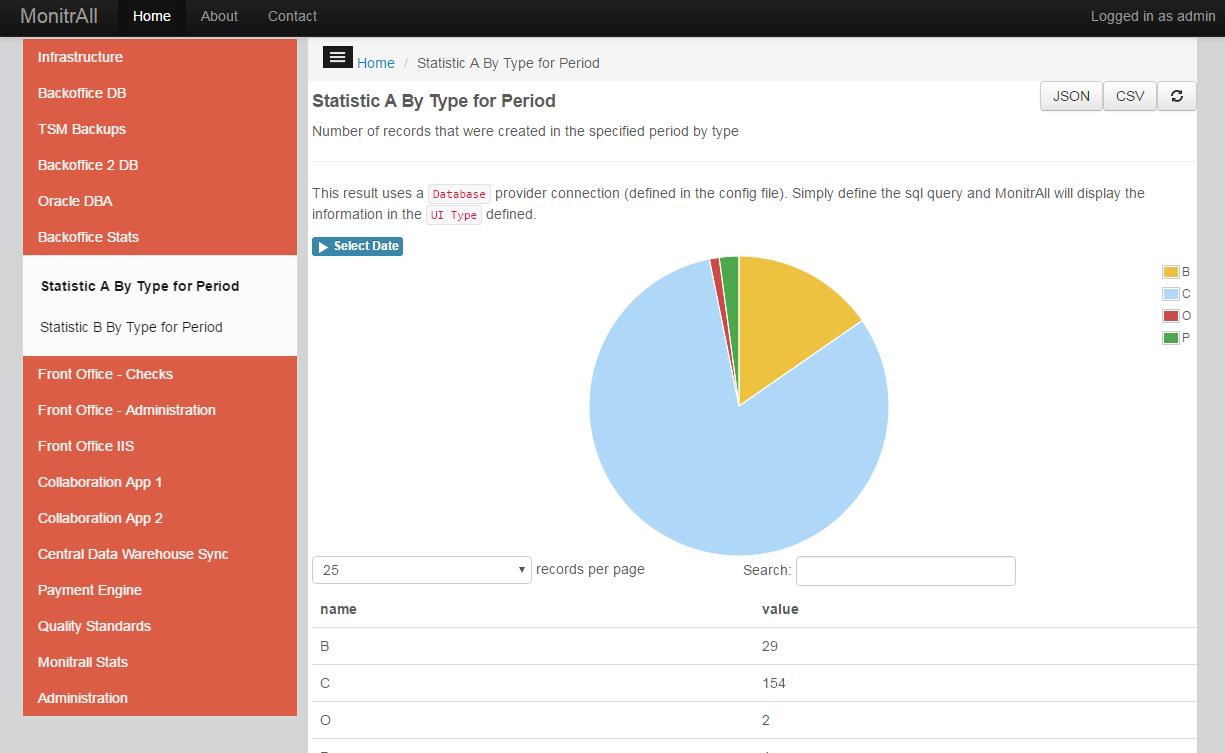 MonitrAll Home About Contact Logged in as admin
Infrastructure
Backoffice DB
TSM Backups
Backoffice 2 DB
Oracle DBA
Backoffice Stats
Statistic A By Type for Period
Statistic B By Type for Period
Front Office - Checks
Front Office - Administration
Front Office IIS
Collaboration App 1
Collaboration App 2
Central Data Warehouse Sync
Payment Engine
Quality Standards
Monitrall Stats
Administration
Home / Statistic A By Type for Period
Statistic A By Type for Period
JSON CSV
Number of records that were created in the specified period by type
This result uses a Database provider connection (defined in the config file). Simply define the sql query and MonitrAll will display the
information in the UI Type defined.
Select Date
B
C
O
P
25 records per page Search:
name value
B 29
C 154
O 2